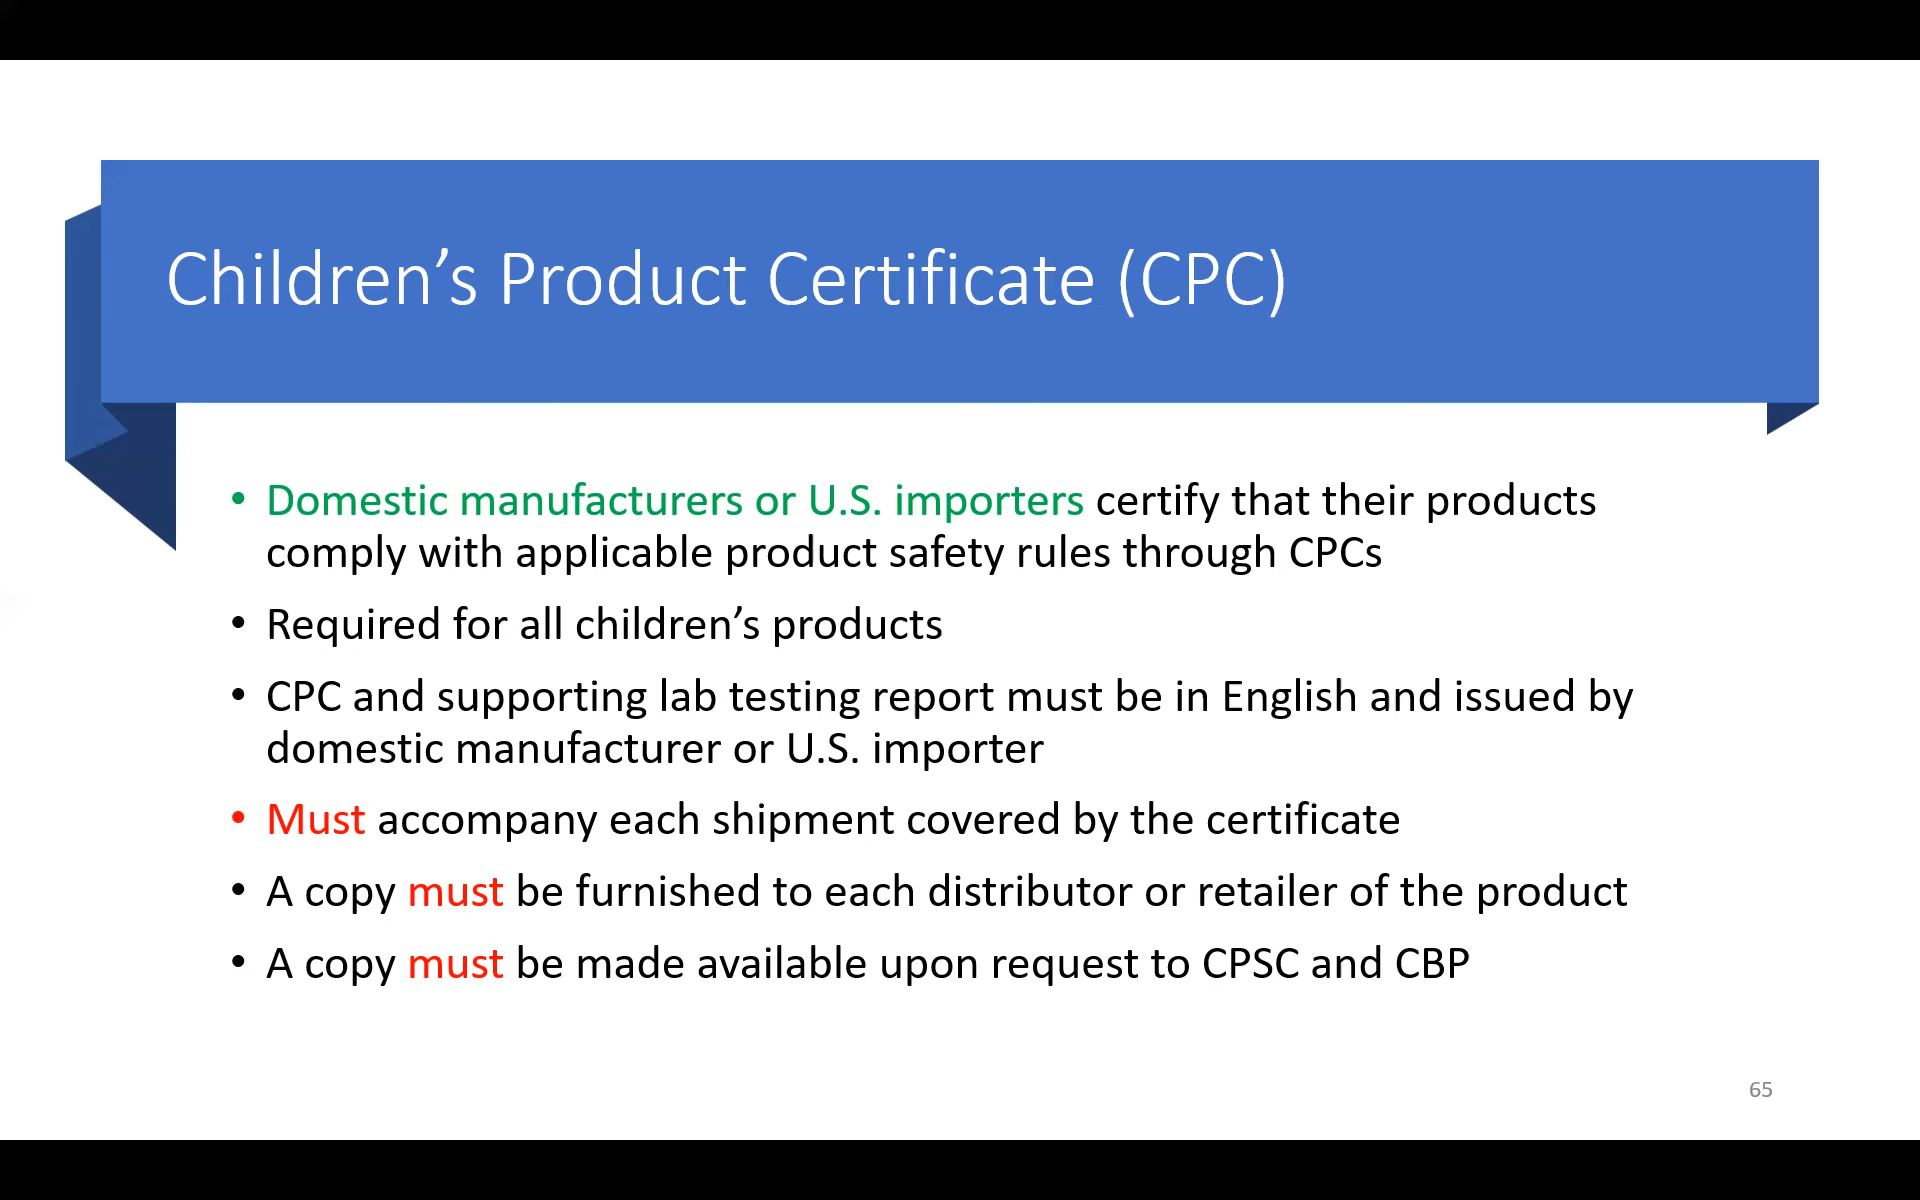 Children’s Product Certificate (CPC)
• Domestic manufacturers or U.S. importers certify that their products
comply with applicable product safety rules through CPCs
• Required for all children’s products
• CPC and supporting lab testing report must be in English and issued by
domestic manufacturer or U.S. importer
• Must accompany each shipment covered by the certificate
• A copy must be furnished to each distributor or retailer of the product
• A copy must be made available upon request to CPSC and CBP
65